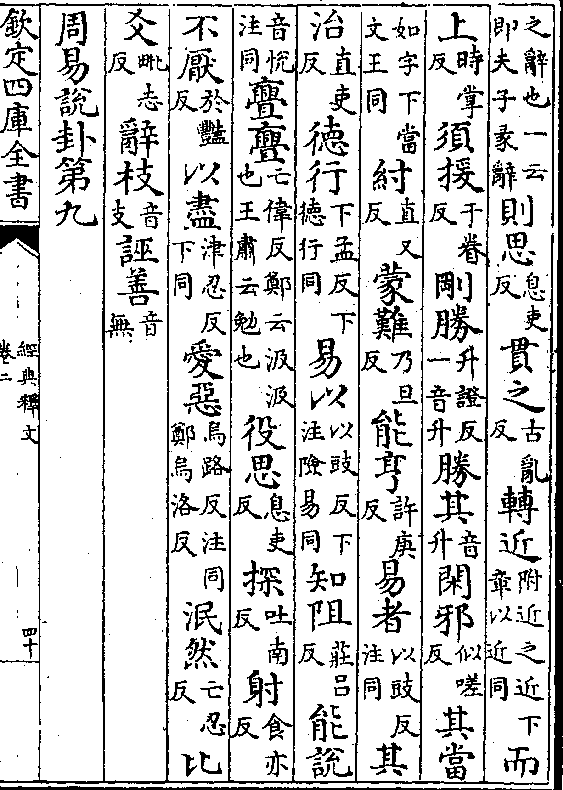 之辭也一云即夫子彖辭則思息吏反貫之古亂反轉近附近之近下章以近同而
上時掌反須援于眷反剛勝升證反一音升勝其音升閑邪似嗟反其當
如字下文王同當紂直又反蒙難乃旦反能亨許庚反易者以豉反注同其
治直吏反德行下孟反下德行同易以以豉反下注險易同知阻莊呂反能說
音悅注同亹亹亡偉反鄭云汲汲也王肅云勉也役思息吏反探吐南反射食亦反
不厭於豔反以盡津忍反下同愛惡烏路反注同鄭烏洛反泯然亡忍反比
爻毗志反辭枝音支誣善音無
周易說卦第九
欽定四庫全書
經典釋文
卷二
四十